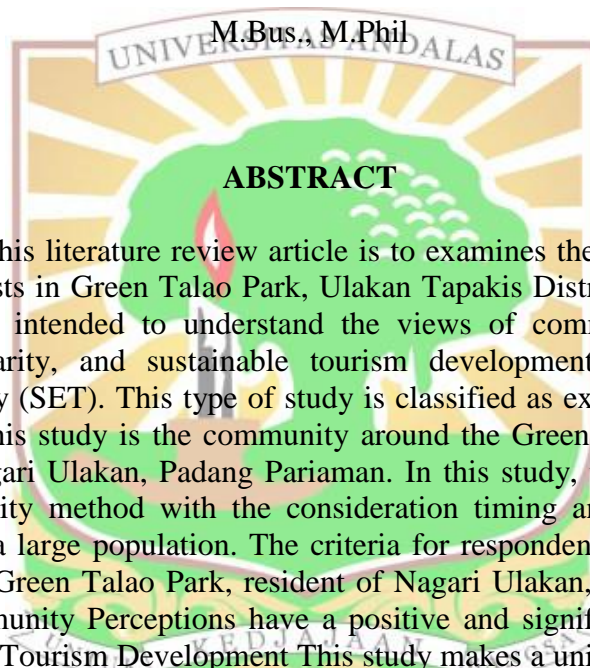 M.Bus., M.Phil
UNIVERSITAS ANDALAS
ABSTRACT
his literature review article is to examines the
sts in Green Talao Park, Ulakan Tapakis Distr
intended to understand the views of com
arity, and sustainable tourism development
y (SET). This type of study is classified as ex
his study is the community around the Green
gari Ulakan, Padang Pariaman. In this study,
ity method with the consideration timing a
a large population. The criteria for responden
Green Talao Park, resident of Nagari Ulakan,
munity Perceptions have a positive and signif
Tourism Development This study makes a uni
KEDJAJAAN